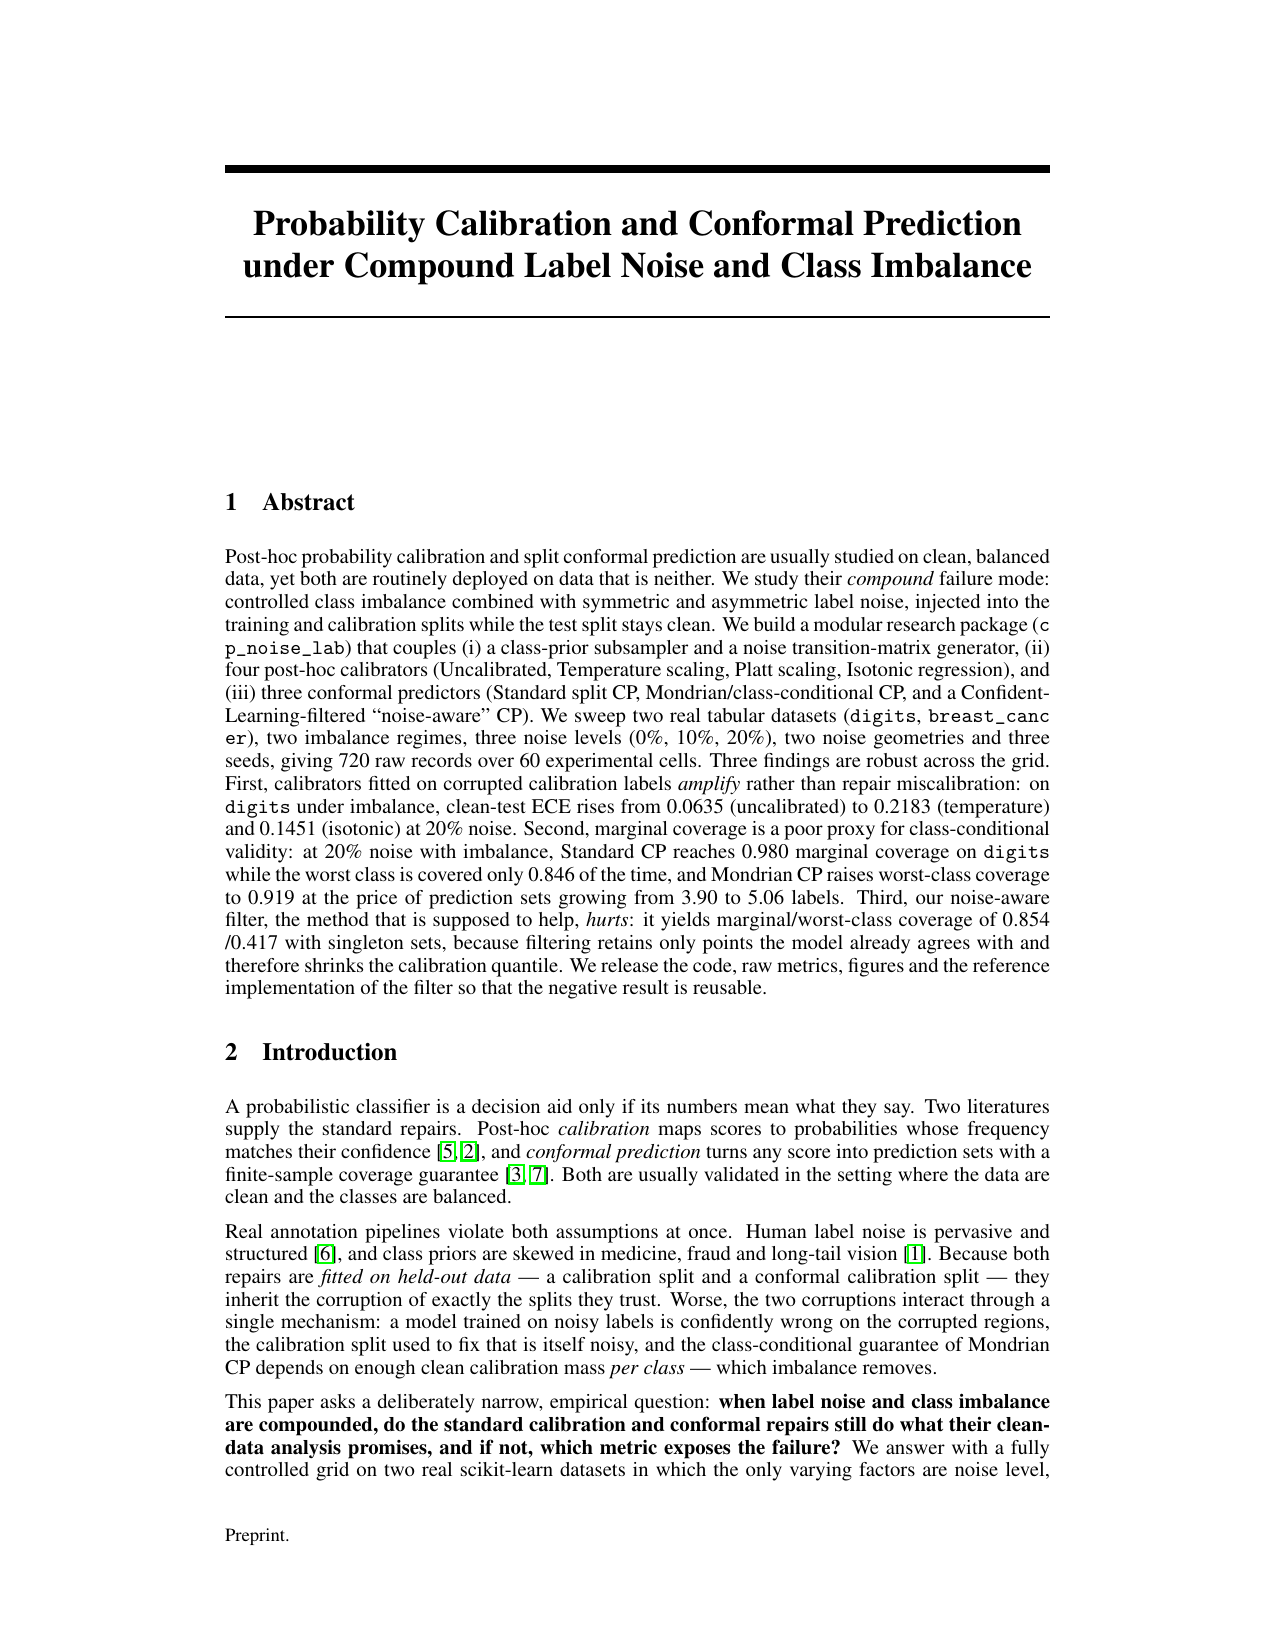 Probability Calibration and Conformal Prediction
under Compound Label Noise and Class Imbalance
1 Abstract
Post-hoc probability calibration and split conformal prediction are usually studied on clean, balanced
data, yet both are routinely deployed on data that is neither. We study their compound failure mode:
controlled class imbalance combined with symmetric and asymmetric label noise, injected into the
training and calibration splits while the test split stays clean. We build a modular research package (c
p_noise_lab) that couples (i) a class-prior subsampler and a noise transition-matrix generator, (ii)
four post-hoc calibrators (Uncalibrated, Temperature scaling, Platt scaling, Isotonic regression), and
(iii) three conformal predictors (Standard split CP, Mondrian/class-conditional CP, and a Confident-
Learning-filtered “noise-aware” CP). We sweep two real tabular datasets (digits, breast_canc
er), two imbalance regimes, three noise levels (0%, 10%, 20%), two noise geometries and three
seeds, giving 720 raw records over 60 experimental cells. Three findings are robust across the grid.
First, calibrators fitted on corrupted calibration labels amplify rather than repair miscalibration: on
digits under imbalance, clean-test ECE rises from 0.0635 (uncalibrated) to 0.2183 (temperature)
and 0.1451 (isotonic) at 20% noise. Second, marginal coverage is a poor proxy for class-conditional
validity: at 20% noise with imbalance, Standard CP reaches 0.980 marginal coverage on digits
while the worst class is covered only 0.846 of the time, and Mondrian CP raises worst-class coverage
to 0.919 at the price of prediction sets growing from 3.90 to 5.06 labels. Third, our noise-aware
filter, the method that is supposed to help, hurts: it yields marginal/worst-class coverage of 0.854
/0.417 with singleton sets, because filtering retains only points the model already agrees with and
therefore shrinks the calibration quantile. We release the code, raw metrics, figures and the reference
implementation of the filter so that the negative result is reusable.
2 Introduction
A probabilistic classifier is a decision aid only if its numbers mean what they say. Two literatures
supply the standard repairs. Post-hoc calibration maps scores to probabilities whose frequency
matches their confidence [5, 2], and conformal prediction turns any score into prediction sets with a
finite-sample coverage guarantee [3, 7]. Both are usually validated in the setting where the data are
clean and the classes are balanced.
Real annotation pipelines violate both assumptions at once. Human label noise is pervasive and
structured [6], and class priors are skewed in medicine, fraud and long-tail vision [1]. Because both
repairs are fitted on held-out data — a calibration split and a conformal calibration split — they
inherit the corruption of exactly the splits they trust. Worse, the two corruptions interact through a
single mechanism: a model trained on noisy labels is confidently wrong on the corrupted regions,
the calibration split used to fix that is itself noisy, and the class-conditional guarantee of Mondrian
CP depends on enough clean calibration mass per class — which imbalance removes.
This paper asks a deliberately narrow, empirical question: when label noise and class imbalance
are compounded, do the standard calibration and conformal repairs still do what their clean-
data analysis promises, and if not, which metric exposes the failure? We answer with a fully
controlled grid on two real scikit-learn datasets in which the only varying factors are noise level,
Preprint.